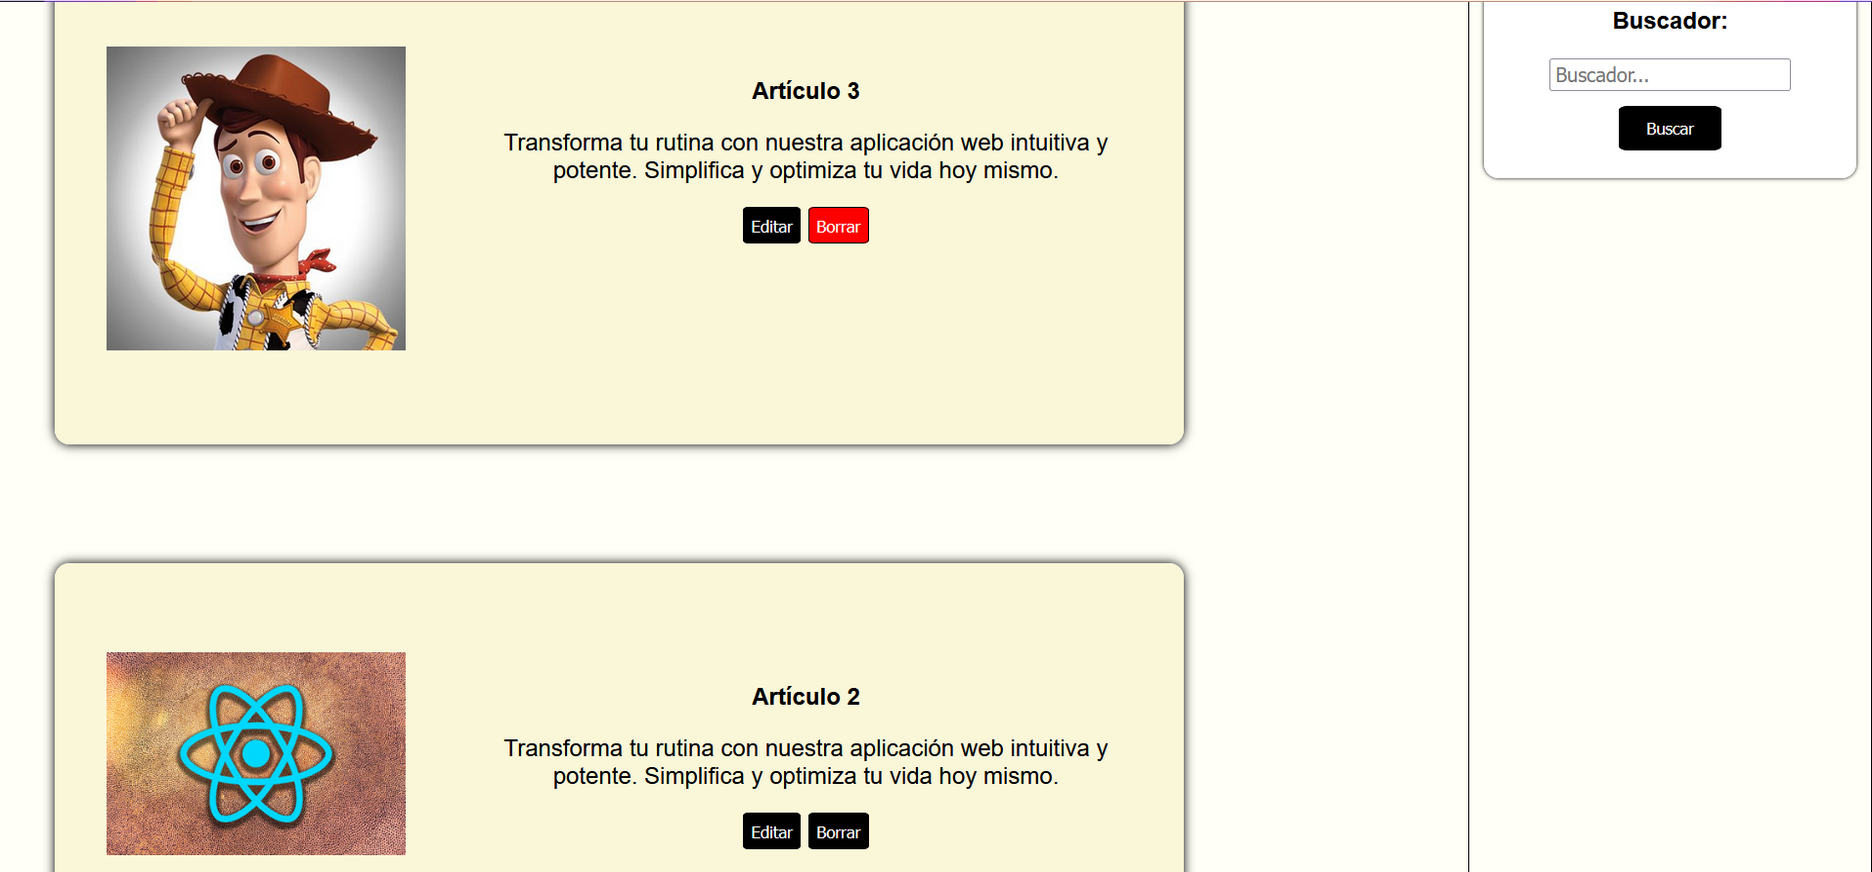 Buscador:
Buscador...
Buscar
Artículo 3
Transforma tu rutina con nuestra aplicación web intuitiva y
potente. Simplifica y optimiza tu vida hoy mismo.
Editar Borrar
Artículo 2
Transforma tu rutina con nuestra aplicación web intuitiva y
potente. Simplifica y optimiza tu vida hoy mismo.
Editar Borrar